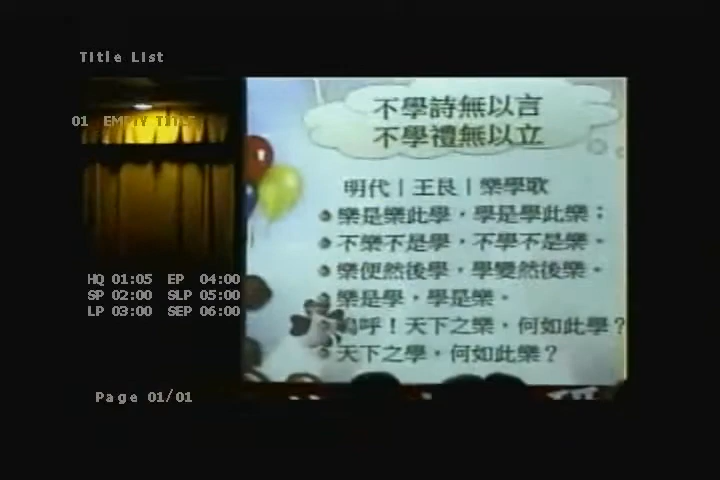 Title List
01 EMPTY TITLE
不學詩無以言
不學禮無以立
明代|王艮|樂學歌
樂是樂此學，學是學此樂；
不樂不是學，不學不是樂。
樂便然後學，學變然後樂。
樂是學，學是樂。
嗚呼！天下之樂，何如此學？
天下之學，何如此樂？
HQ 01:05 EP 04:00
SP 02:00 SLP 05:00
LP 03:00 SEP 06:00
Page 01/01